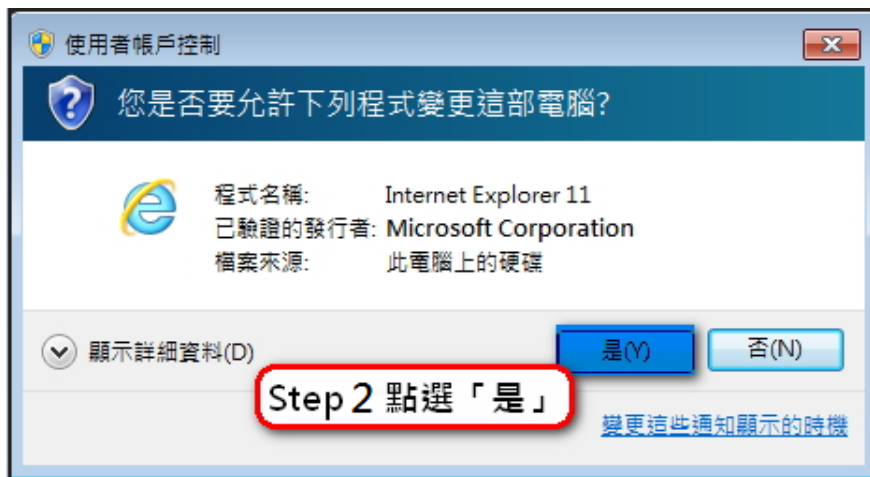 使用者帳戶控制
您是否要允許下列程式變更這部電腦?
程式名稱: Internet Explorer 11
已驗證的發行者: Microsoft Corporation
檔案來源: 此電腦上的硬碟
顯示詳細資料(D)
是(Y)
否(N)
Step 2 點選「是」
變更這些通知顯示的時機